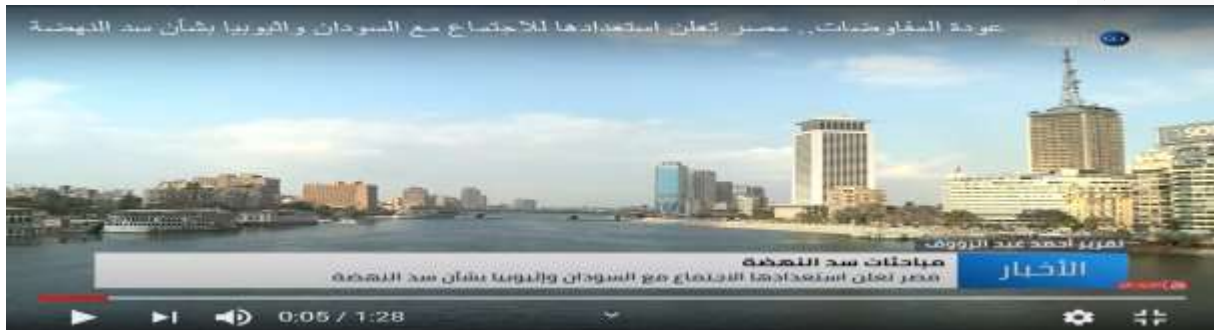 عودة المفاوضات.. مصر تعلن استعدادها للاجتماع مع السودان واثيوبيا بشأن سد النهضة
تقرير أحمد عبد الرؤوف
الأخبار
مباحثات سد النهضة
مصر تعلن استعدادها الاجتماع مع السودان وإثيوبيا بشأن سد النهضة
0:05 / 1:28